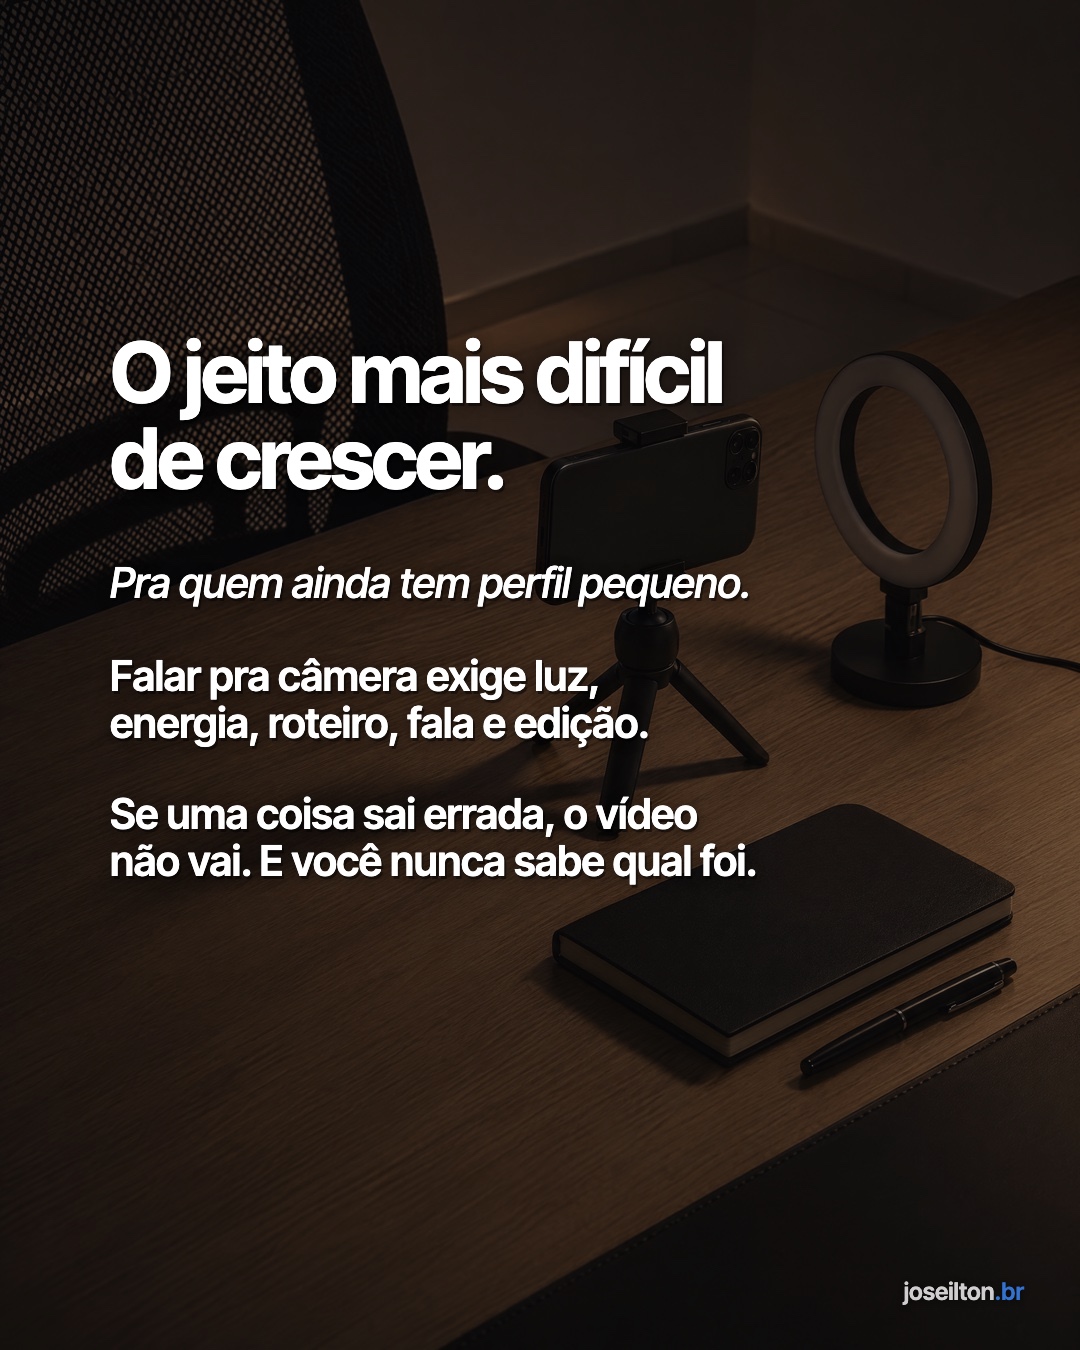 O jeito mais difícil
de crescer.
Pra quem ainda tem perfil pequeno.
Falar pra câmera exige luz,
energia, roteiro, fala e edição.
Se uma coisa sai errada, o vídeo
não vai. E você nunca sabe qual foi.
joseilton.br